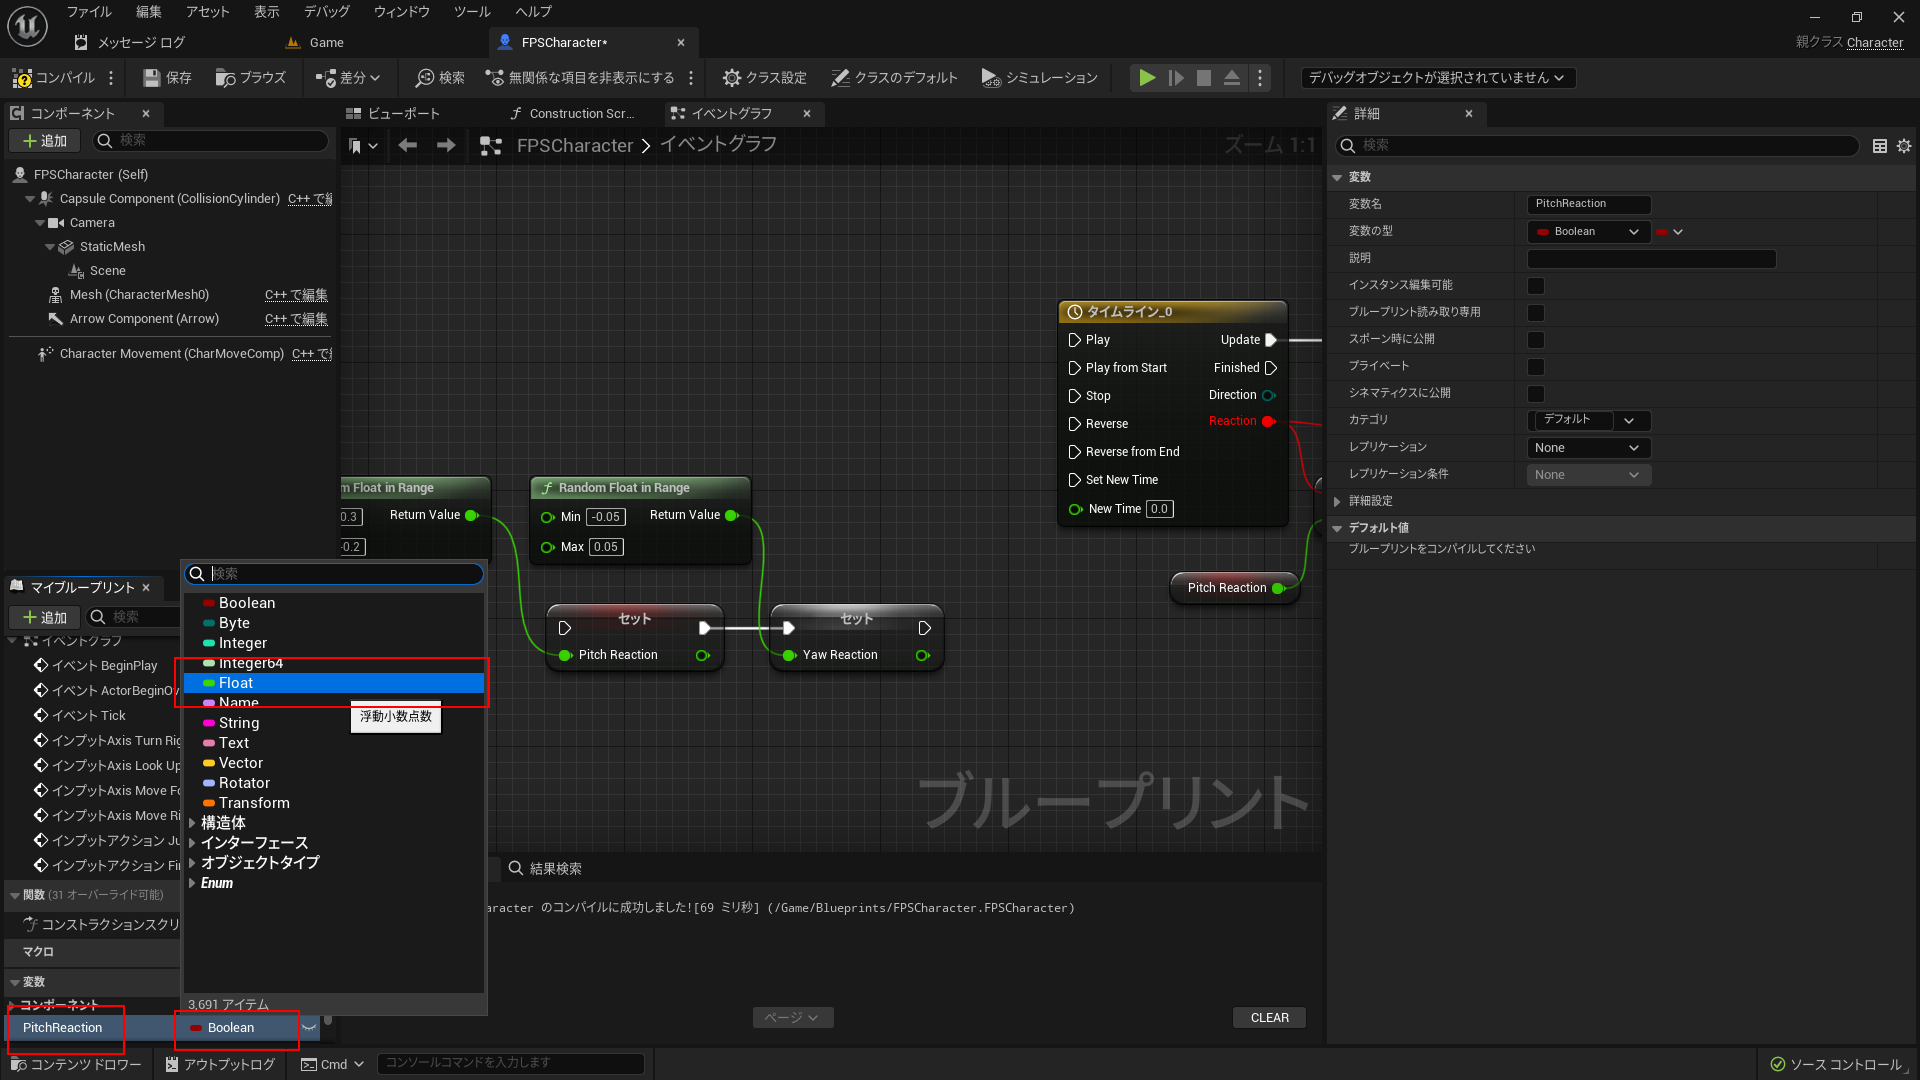 ファイル 編集 アセット 表示 デバッグ ウィンドウ ツール ヘルプ
メッセージ ログ Game FPSCharacter* 親クラス Character
コンパイル 保存 ブラウズ 差分 検索 無関係な項目を非表示にする クラス設定 クラスのデフォルト シミュレーション デバッグオブジェクトが選択されていません
コンポーネント
追加 検索
FPSCharacter (Self)
Capsule Component (CollisionCylinder) C++ で編
Camera
StaticMesh
Scene
Mesh (CharacterMesh0) C++ で編集
Arrow Component (Arrow) C++ で編集
Character Movement (CharMoveComp) C++ で
ビューポート Construction Scr... イベントグラフ
FPSCharacter イベントグラフ ズーム 1:1
タイムライン_0
Play Update
Play from Start Finished
Stop Direction
Reverse Reaction
Reverse from End
Set New Time
New Time 0.0
m Float in Range
0.3 Return Value
-0.2
Random Float in Range
Min -0.05 Return Value
Max 0.05
セット
Pitch Reaction
セット
Yaw Reaction
Pitch Reaction
ブループリント
マイブループリント
追加 検索
イベントグラフ
イベント BeginPlay
イベント ActorBeginOv
イベント Tick
インプットAxis Turn Rig
インプットAxis Look Up
インプットAxis Move Fo
インプットAxis Move Ri
インプットアクション Ju
インプットアクション Fi
関数 (31 オーバーライド可能)
コンストラクションスクリ
マクロ
変数
コンポーネント
PitchReaction Boolean
検索
Boolean
Byte
Integer
Integer64
Float
Name
String
Text
Vector
Rotator
Transform
構造体
インターフェース
オブジェクトタイプ
Enum
3,691 アイテム
浮動小数点数
結果検索
aracter のコンパイルに成功しました![69 ミリ秒] (/Game/Blueprints/FPSCharacter.FPSCharacter)
ページ CLEAR
詳細
検索
変数
変数名 PitchReaction
変数の型 Boolean
説明
インスタンス編集可能
ブループリント読み取り専用
スポーン時に公開
プライベート
シネマティクスに公開
カテゴリ デフォルト
レプリケーション None
レプリケーション条件 None
詳細設定
デフォルト値
ブループリントをコンパイルしてください
コンテンツ ドロワー アウトプットログ Cmd コンソールコマンドを入力します ソース コントロール